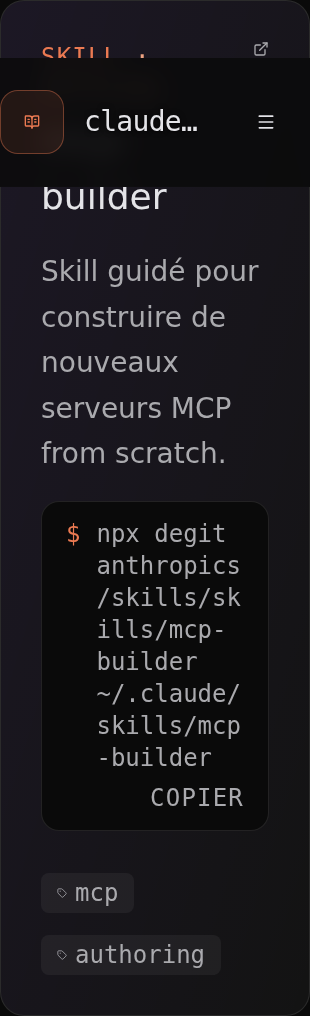 SKILL ·
claude…
builder
Skill guidé pour
construire de
nouveaux
serveurs MCP
from scratch.
$ npx degit
anthropics
/skills/sk
ills/mcp-
builder
~/.claude/
skills/mcp
-builder
COPIER
mcp
authoring